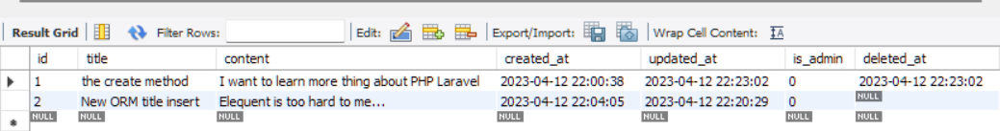 Result Grid Filter Rows: Edit: Export/Import: Wrap Cell Content: IA
id title content created_at updated_at is_admin deleted_at
1 the create method I want to learn more thing about PHP Laravel 2023-04-12 22:00:38 2023-04-12 22:23:02 0 2023-04-12 22:23:02
2 New ORM title insert Elequent is too hard to me... 2023-04-12 22:04:05 2023-04-12 22:20:29 0 NULL
NULL NULL NULL NULL NULL NULL NULL